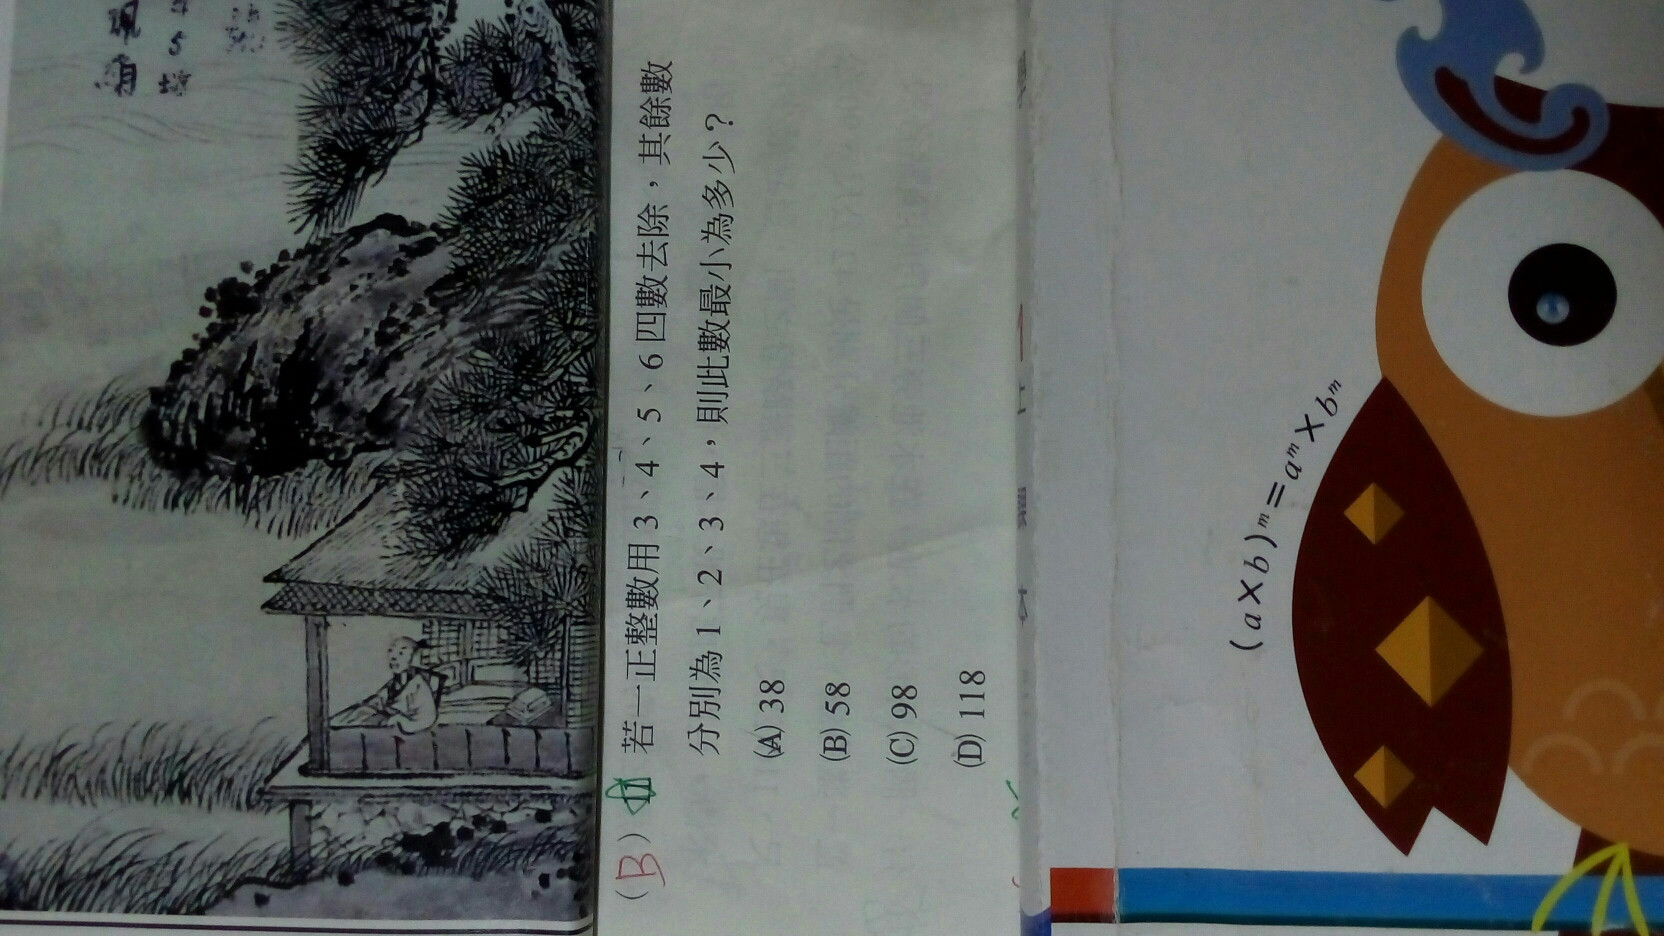 (B) 若一正整數用 3、4、5、6 四數去除，其餘數
分別為 1、2、3、4，則此數最小為多少？
(A) 38
(B) 58
(C) 98
(D) 118
(a×b)ᵐ=aᵐ×bᵐ